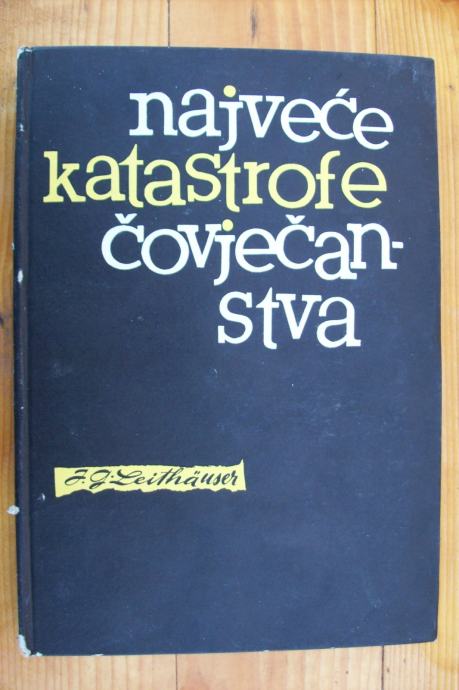 najveće
katastrofe
čovječan-
stva
J. J. Leithäuser